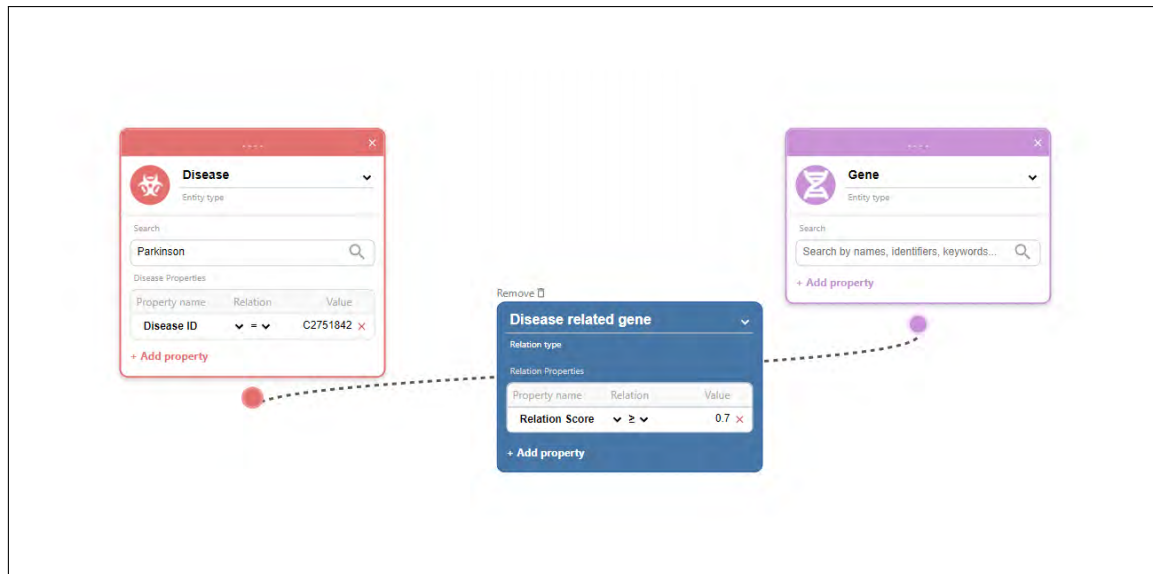 Disease
Entity type
Search
Parkinson
Disease Properties
Property name Relation Value
Disease ID = C2751842 ×
+ Add property
Remove
Disease related gene
Relation type
Relation Properties
Property name Relation Value
Relation Score ≥ 0.7 ×
+ Add property
Gene
Entity type
Search
Search by names, identifiers, keywords...
+ Add property